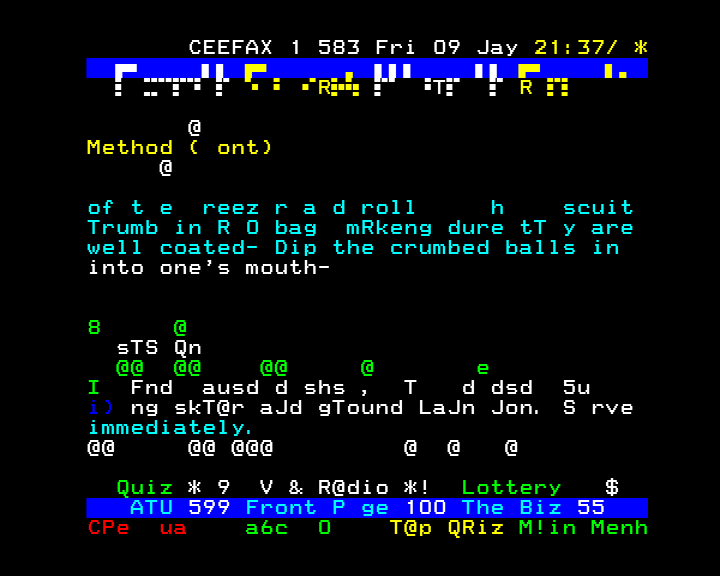 CEEFAX 1 583 Fri 09 Jay 21:37/ *
R T R
@
Method ( ont)
@
of t e reez r a d roll h scuit
Trumb in R O bag mRkeng dure tT y are
well coated- Dip the crumbed balls in
into one's mouth-
8 @
sTS Qn
@@ @@ @@ @ e
I Fnd ausd d shs , T d dsd 5u
i) ng skT@r aJd gTound LaJn Jon. S rve
immediately.
@@ @@ @@@ @ @ @
Quiz * 9 V & R@dio *! Lottery $
ATU 599 Front P ge 100 The Biz 55
CPe ua a6c O T@p QRiz M!in Menh